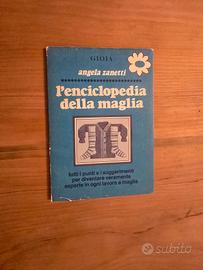 GIOIA
angela zanetti
l'enciclopedia
della maglia
tutti i punti e i suggerimenti
per diventare veramente
esperte in ogni lavoro a maglia
subito